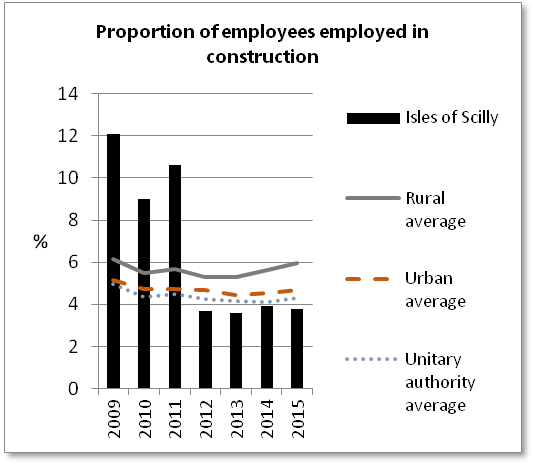 Proportion of employees employed in
construction
14
12
10
8
6
4
2
0
%
2009
2010
2011
2012
2013
2014
2015
Isles of Scilly
Rural
average
Urban
average
Unitary
authority
average